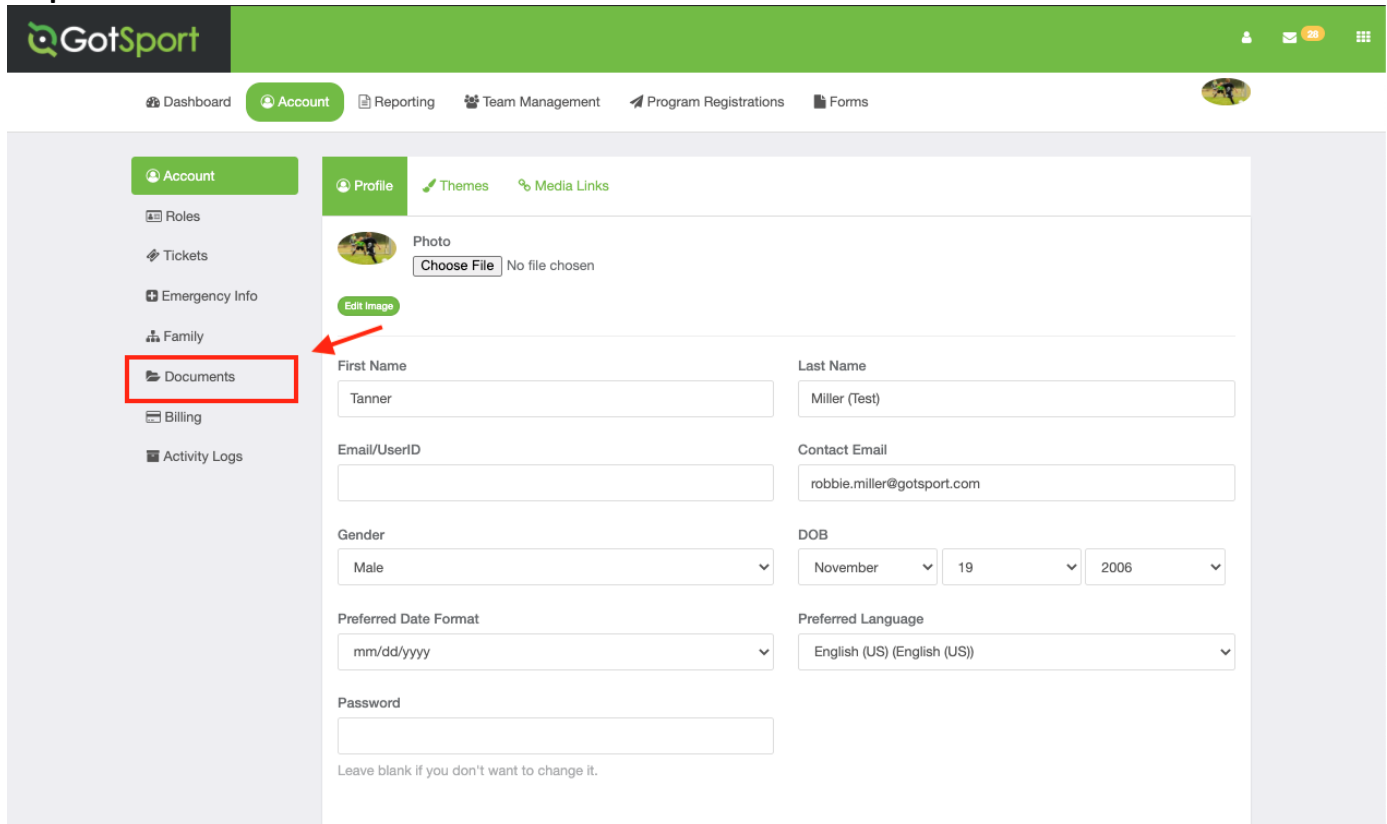 GotSport
28
Dashboard Account Reporting Team Management Program Registrations Forms
Account
Roles
Tickets
Emergency Info
Family
Documents
Billing
Activity Logs
Profile Themes Media Links
Photo
Choose File No file chosen
Edit Image
First Name Last Name
Tanner Miller (Test)
Email/UserID Contact Email
robbie.miller@gotsport.com
Gender DOB
Male November 19 2006
Preferred Date Format Preferred Language
mm/dd/yyyy English (US) (English (US))
Password
Leave blank if you don't want to change it.